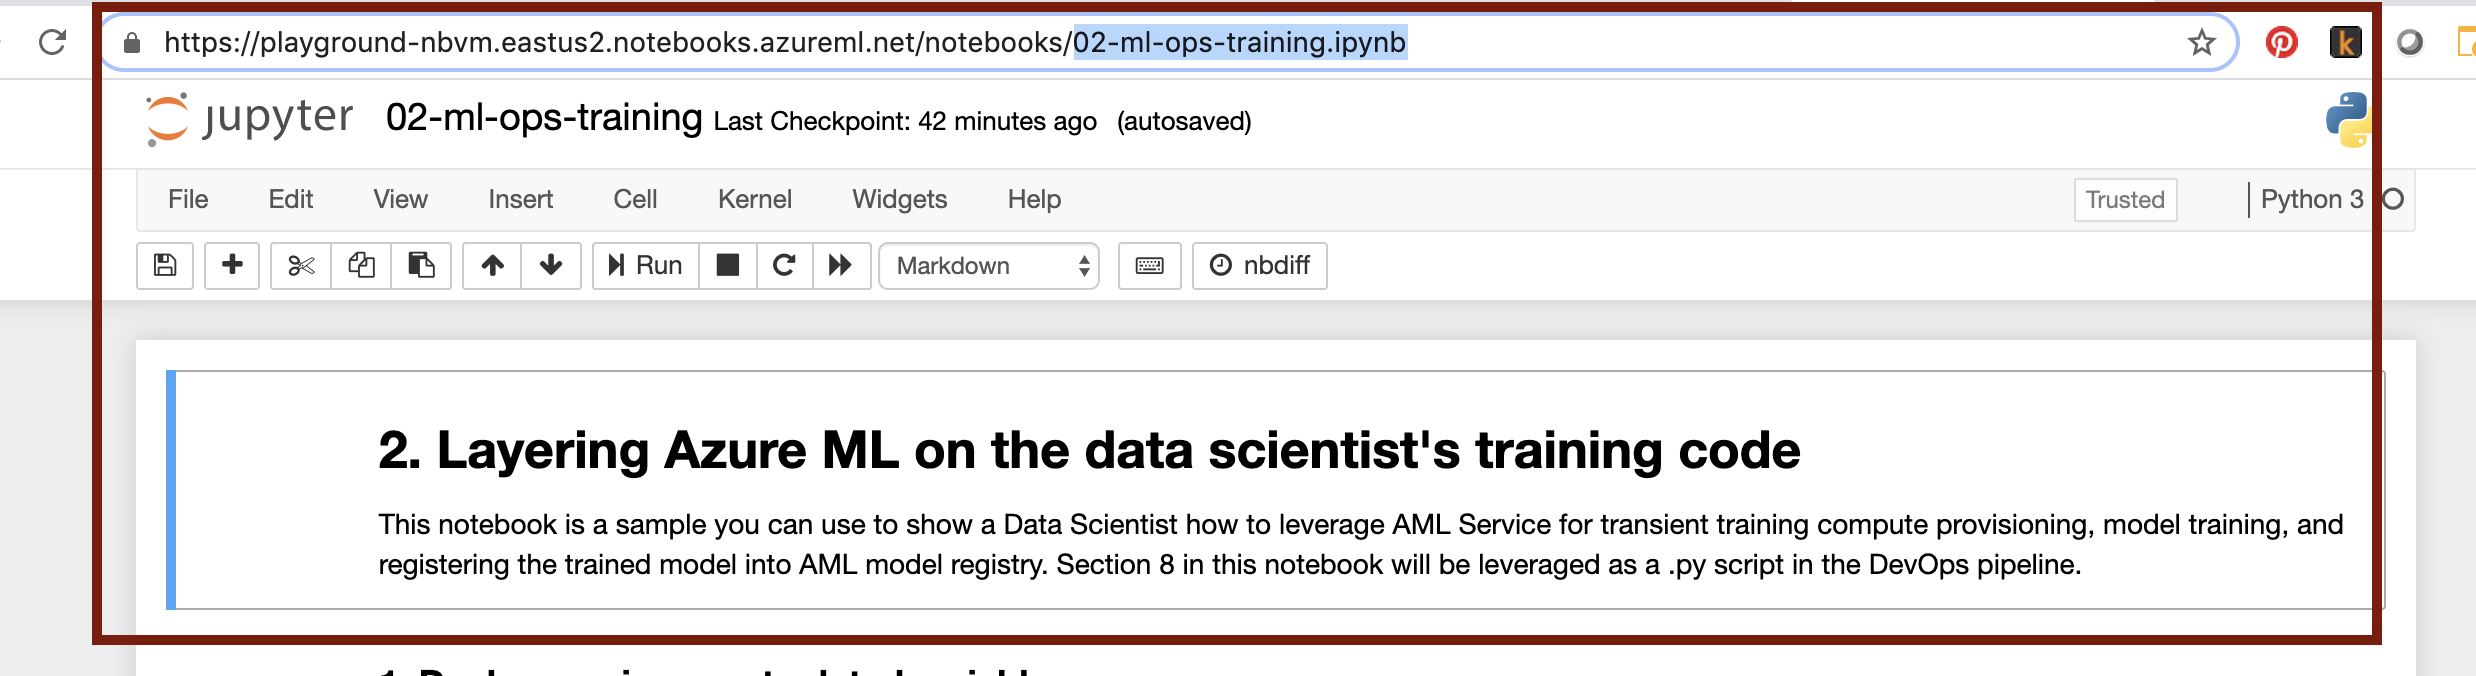 https://playground-nbvm.eastus2.notebooks.azureml.net/notebooks/02-ml-ops-training.ipynb
k
jupyter 02-ml-ops-training Last Checkpoint: 42 minutes ago (autosaved)
File Edit View Insert Cell Kernel Widgets Help Trusted Python 3
Run Markdown nbdiff
2. Layering Azure ML on the data scientist's training code
This notebook is a sample you can use to show a Data Scientist how to leverage AML Service for transient training compute provisioning, model training, and
registering the trained model into AML model registry. Section 8 in this notebook will be leveraged as a .py script in the DevOps pipeline.